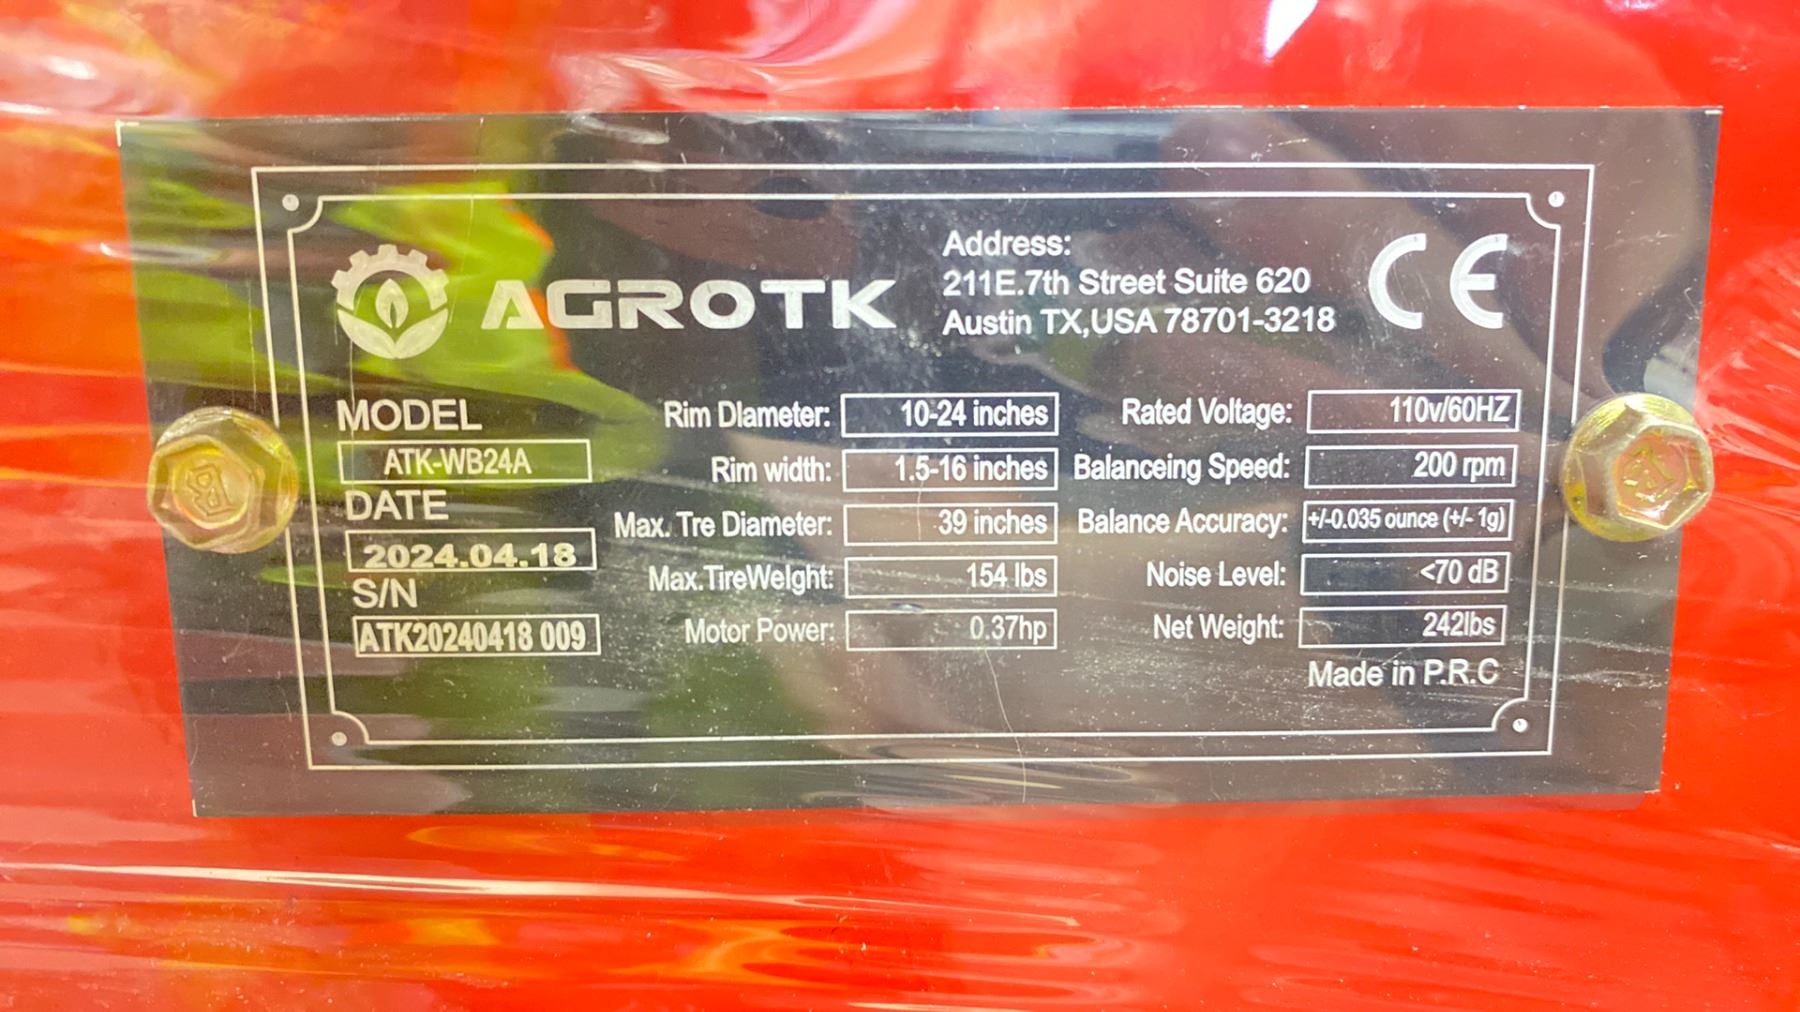 AGROTK
Address:
211E.7th Street Suite 620
Austin TX,USA 78701-3218
CE
MODEL
ATK-WB24A
DATE
2024.04.18
S/N
ATK20240418 009
Rim Dlameter: 10-24 inches
Rim width: 1.5-16 inches
Max. Tre Diameter: 39 inches
Max.TireWelght: 154 lbs
Motor Power: 0.37hp
Rated Voltage: 110v/60HZ
Balanceing Speed: 200 rpm
Balance Accuracy: +/-0.035 ounce (+/- 1g)
Noise Level: <70 dB
Net Weight: 242lbs
Made in P.R.C